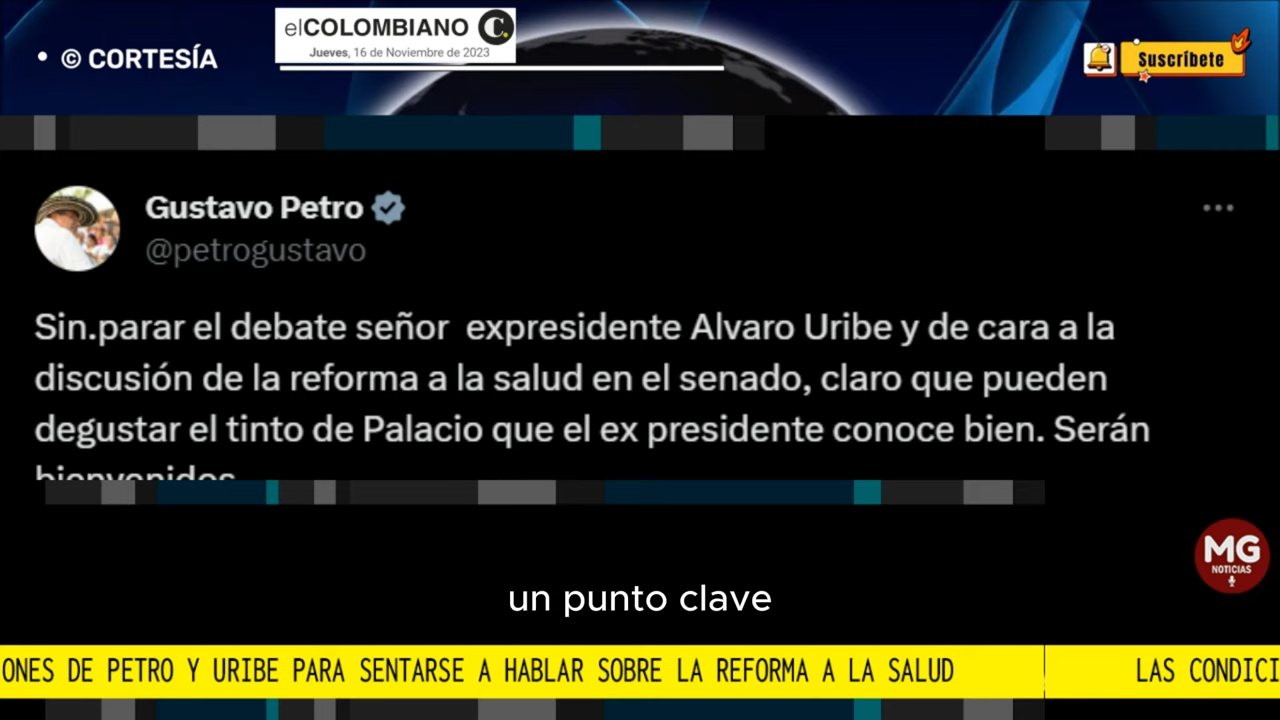 elCOLOMBIANO C.
Jueves, 16 de Noviembre de 2023
• © CORTESÍA
Suscríbete
Gustavo Petro
@petrogustavo
Sin.parar el debate señor  expresidente Alvaro Uribe y de cara a la
discusión de la reforma a la salud en el senado, claro que pueden
degustar el tinto de Palacio que el ex presidente conoce bien. Serán
bienvenidos
MG
NOTICIAS
un punto clave
ONES DE PETRO Y URIBE PARA SENTARSE A HABLAR SOBRE LA REFORMA A LA SALUD LAS CONDICI